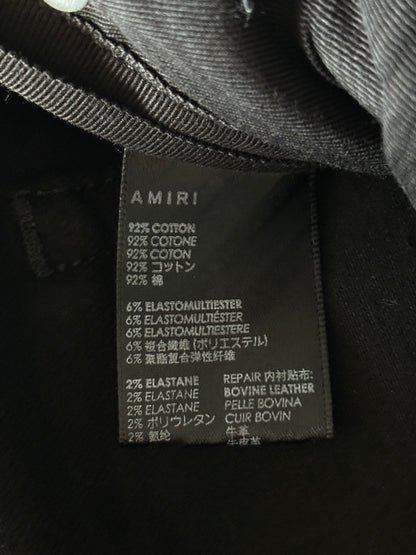 AMIRI
92% COTTON
92% COTONE
92% COTON
92% コットン
92% 棉
6% ELASTOMULTIESTER
6% ELASTOMULTIÉSTER
6% ELASTOMULTIESTERE
6% 複合繊維 (ポリエステル)
6% 聚酯复合弹性纤维
2% ELASTANE
2% ELASTANE
2% ELASTANE
2% ポリウレタン
2% 氨纶
REPAIR 内衬贴布:
BOVINE LEATHER
PELLE BOVINA
CUIR BOVIN
牛革
牛皮革